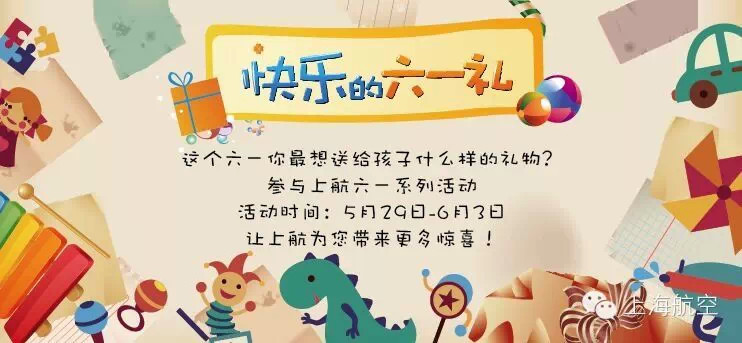 快乐的六一礼
这个六一你最想送给孩子什么样的礼物?
参与上航六一系列活动
活动时间：5月29日-6月3日
让上航为您带来更多惊喜！
上海航空